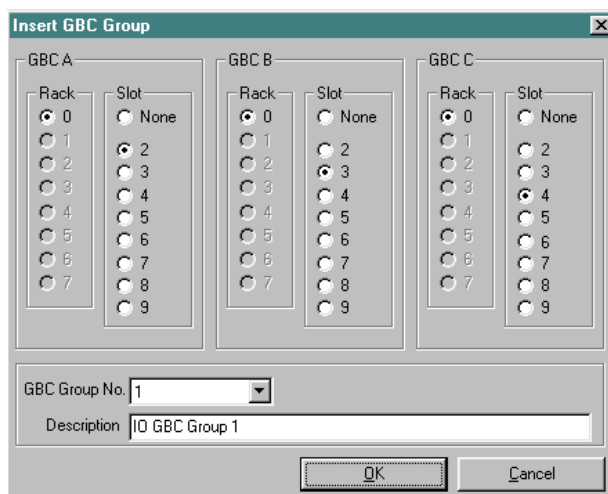 Insert GBC Group
GBC A GBC B GBC C
Rack Slot Rack Slot Rack Slot
0 None 0 None 0 None
1 1 1
2 2 2 2 2 2
3 3 3 3 3 3
4 4 4 4 4 4
5 5 5 5 5 5
6 6 6 6 6 6
7 7 7 7 7 7
8 8 8
9 9 9
GBC Group No. 1
Description IO GBC Group 1
OK Cancel